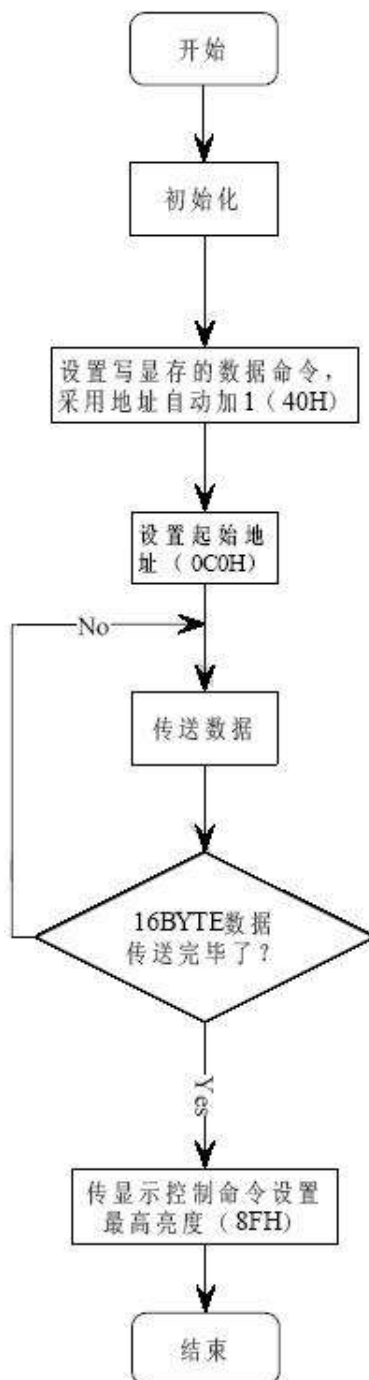 开始
初始化
设置写显存的数据命令，
采用地址自动加1（40H）
设置起始地
址（0C0H）
No
传送数据
16BYTE数据
传送完毕了？
Yes
传显示控制命令设置
最高亮度（8FH）
结束